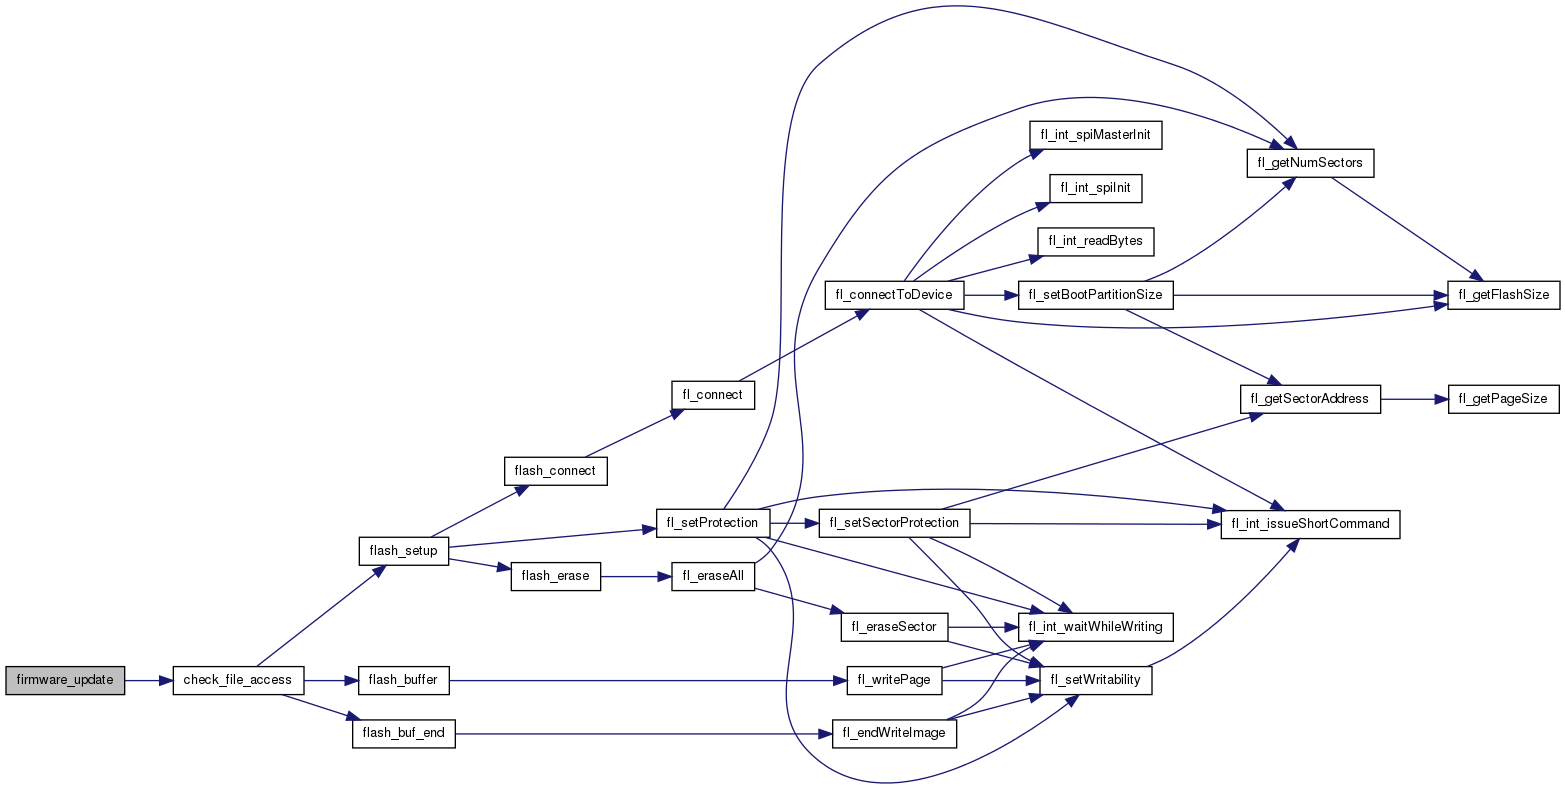 fl_int_spiMasterInit
fl_getNumSectors
fl_int_spiInit
fl_int_readBytes
fl_connectToDevice
fl_setBootPartitionSize
fl_getFlashSize
fl_connect
fl_getSectorAddress
fl_getPageSize
flash_connect
fl_setProtection
fl_setSectorProtection
fl_int_issueShortCommand
flash_setup
flash_erase
fl_eraseAll
fl_eraseSector
fl_int_waitWhileWriting
firmware_update
check_file_access
flash_buffer
fl_writePage
fl_setWritability
flash_buf_end
fl_endWriteImage